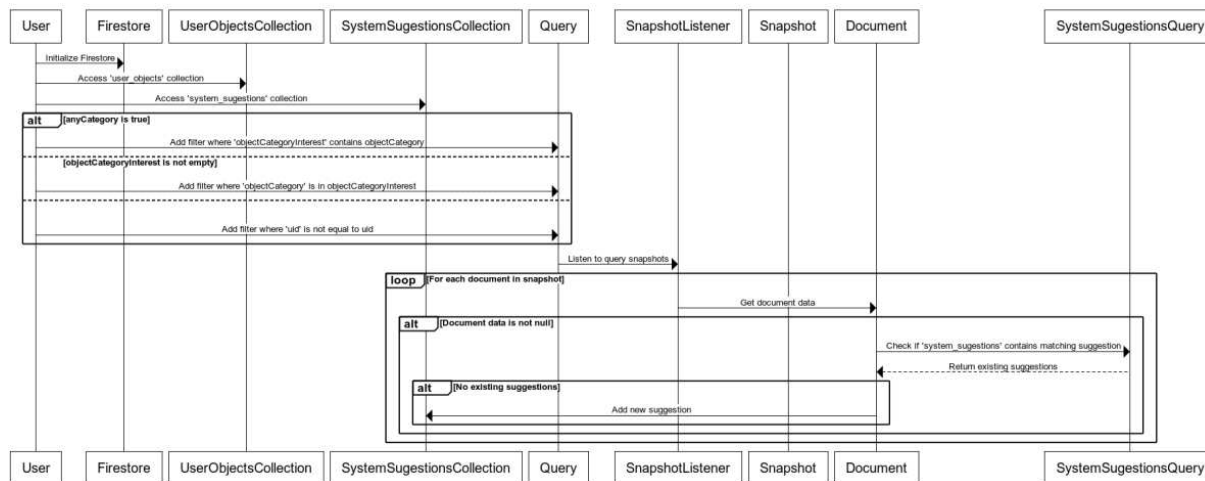 User Firestore UserObjectsCollection SystemSugestionsCollection Query SnapshotListener Snapshot Document SystemSugestionsQuery
Initialize Firestore
Access 'user_objects' collection
Access 'system_sugestions' collection
alt [anyCategory is true]
Add filter where 'objectCategoryInterest' contains objectCategory
[objectCategoryInterest is not empty]
Add filter where 'objectCategory' is in objectCategoryInterest
Add filter where 'uid' is not equal to uid
Listen to query snapshots
loop [For each document in snapshot]
Get document data
alt [Document data is not null]
Check if 'system_sugestions' contains matching suggestion
Return existing suggestions
alt [No existing suggestions]
Add new suggestion
User Firestore UserObjectsCollection SystemSugestionsCollection Query SnapshotListener Snapshot Document SystemSugestionsQuery